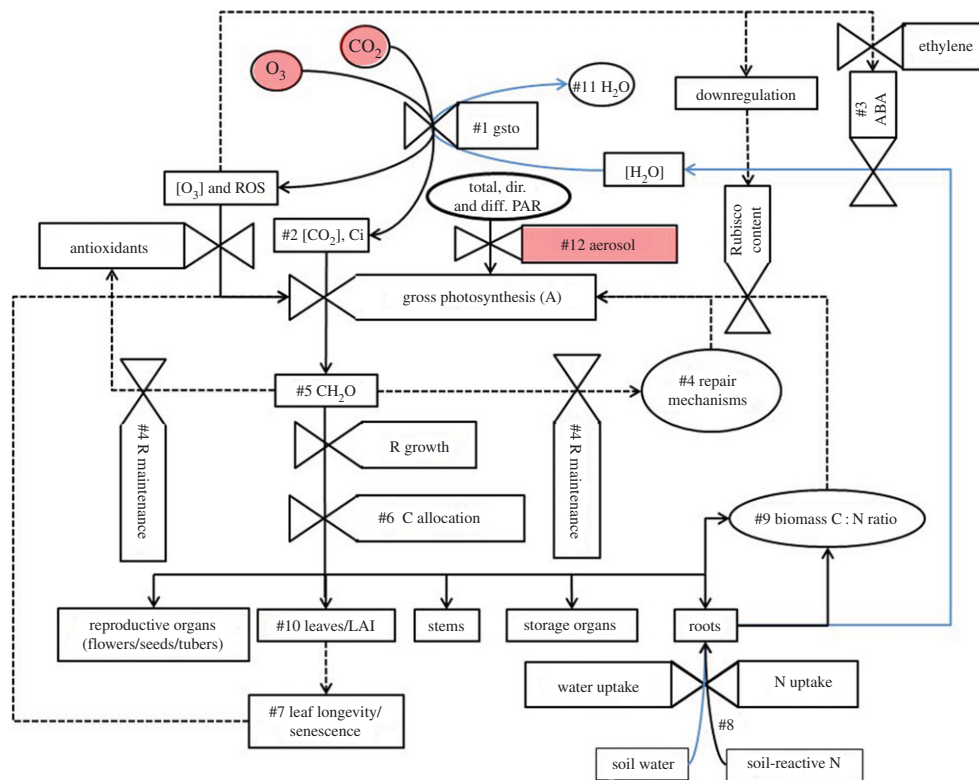 CO2
O3
ethylene
#11 H2O
downregulation
#3
ABA
#1 gsto
[H2O]
[O3] and ROS
total, dir.
and diff. PAR
Rubisco
content
#2 [CO2], Ci
antioxidants
#12 aerosol
gross photosynthesis (A)
#5 CH2O
#4 repair
mechanisms
#4 R maintenance
R growth
#4 R maintenance
#6 C allocation
#9 biomass C : N ratio
reproductive organs
(flowers/seeds/tubers)
#10 leaves/LAI
stems
storage organs
roots
water uptake
N uptake
#7 leaf longevity/
senescence
#8
soil water
soil-reactive N